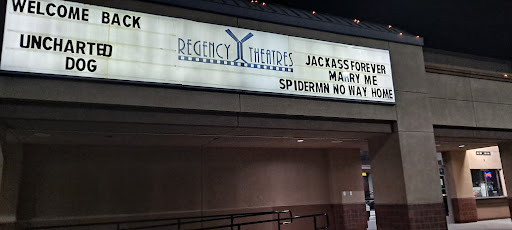 WELCOME BACK
UNCHARTED
DOG
REGENCY THEATRES
JACKASS FOREVER
MARRY ME
SPIDERMN NO WAY HOME